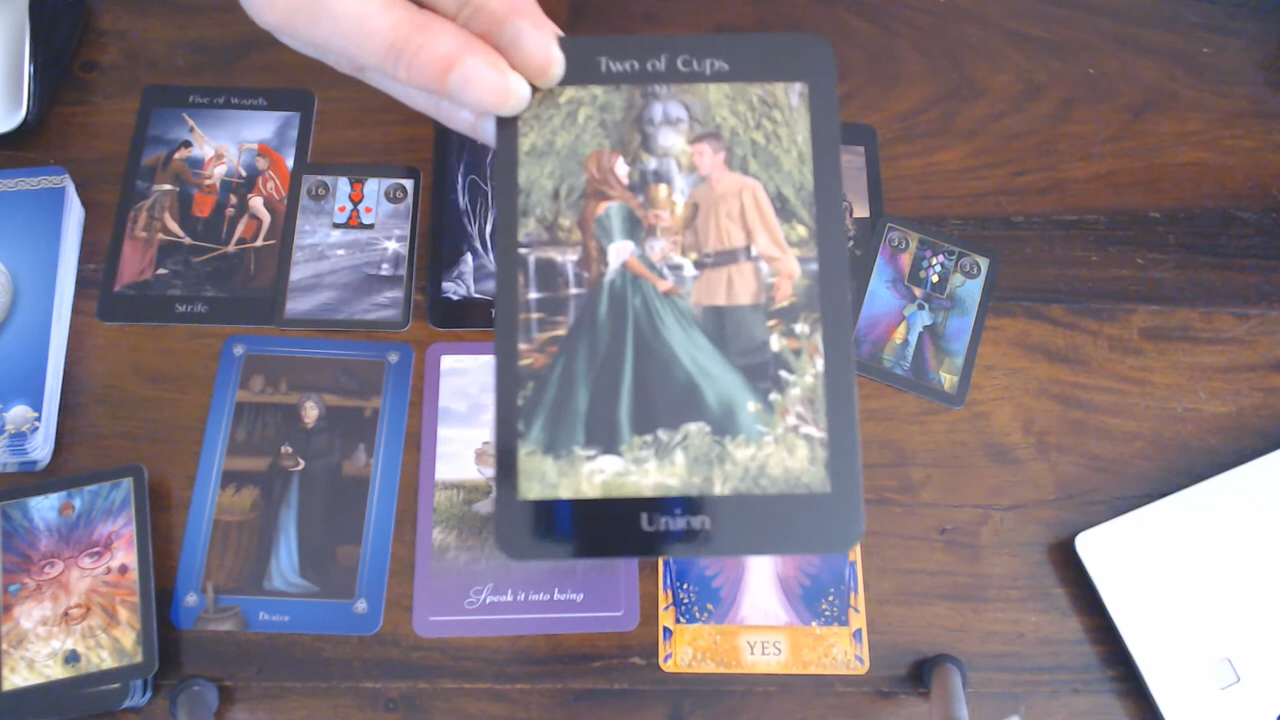 Two of Cups
Union
Five of Wands
Strife
16 16
33 33
Speak it into being
YES